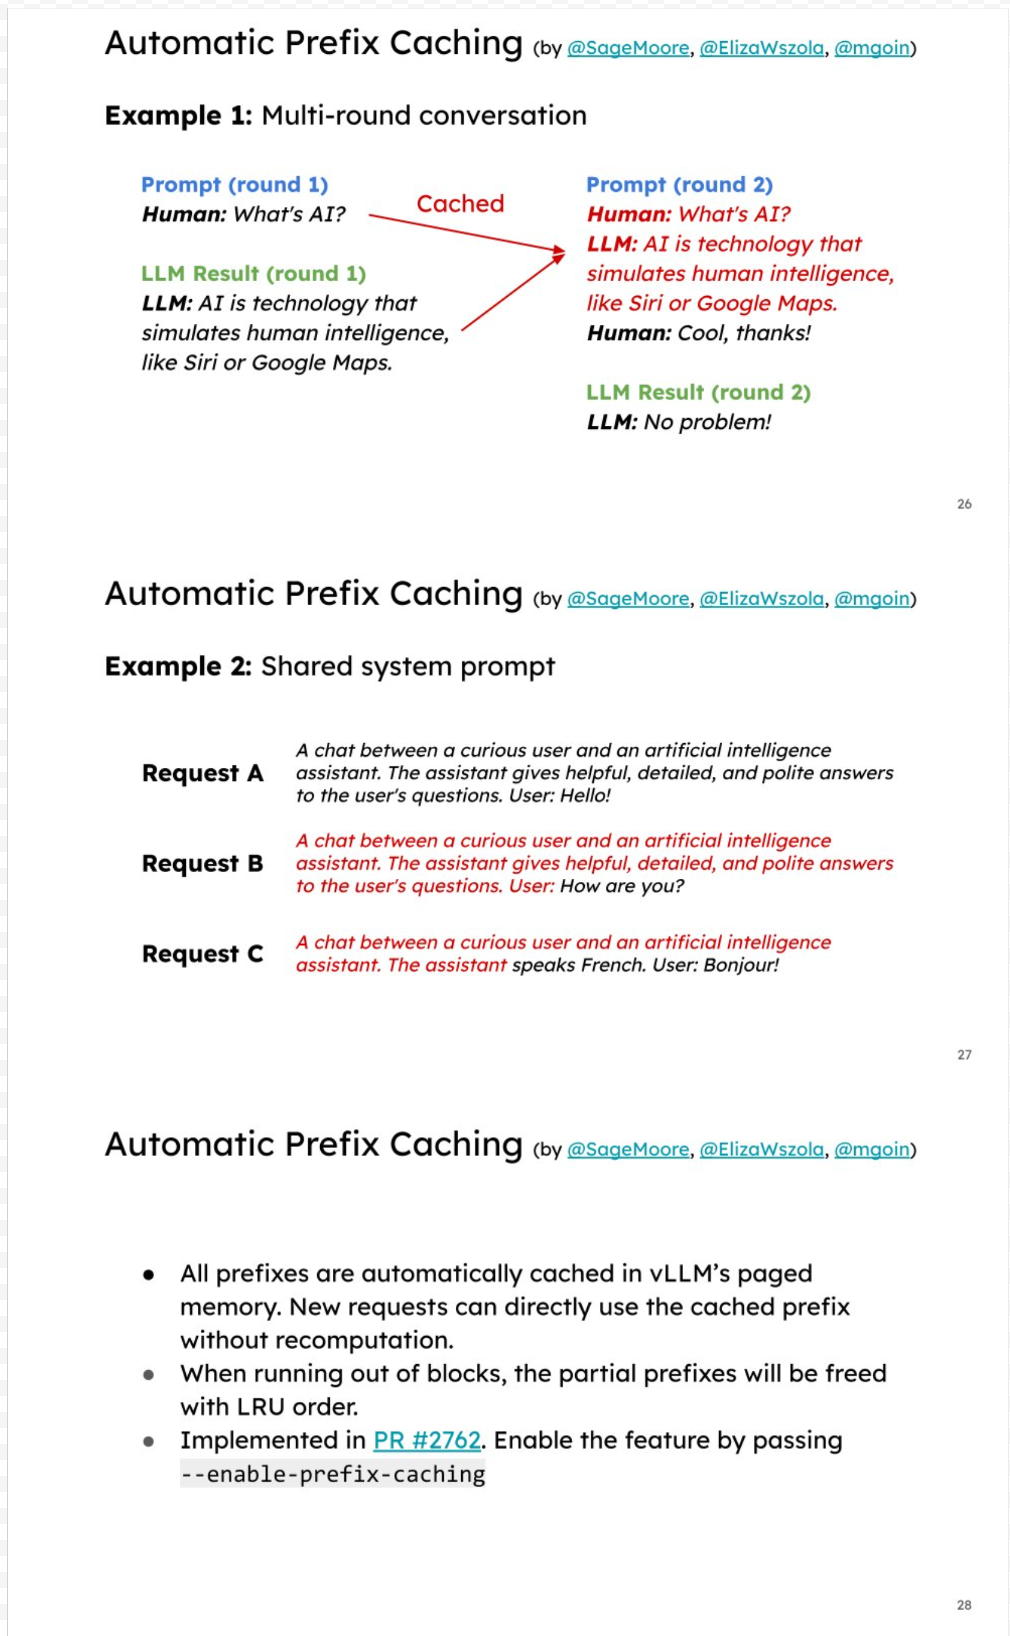 Automatic Prefix Caching (by @SageMoore, @ElizaWszola, @mgoin)
Example 1: Multi-round conversation
Prompt (round 1)
Human: What's AI?
LLM Result (round 1)
LLM: AI is technology that
simulates human intelligence,
like Siri or Google Maps.
Cached
Prompt (round 2)
Human: What's AI?
LLM: AI is technology that
simulates human intelligence,
like Siri or Google Maps.
Human: Cool, thanks!
LLM Result (round 2)
LLM: No problem!
26
Automatic Prefix Caching (by @SageMoore, @ElizaWszola, @mgoin)
Example 2: Shared system prompt
Request A
A chat between a curious user and an artificial intelligence
assistant. The assistant gives helpful, detailed, and polite answers
to the user's questions. User: Hello!
Request B
A chat between a curious user and an artificial intelligence
assistant. The assistant gives helpful, detailed, and polite answers
to the user's questions. User: How are you?
Request C
A chat between a curious user and an artificial intelligence
assistant. The assistant speaks French. User: Bonjour!
27
Automatic Prefix Caching (by @SageMoore, @ElizaWszola, @mgoin)
● All prefixes are automatically cached in vLLM’s paged
memory. New requests can directly use the cached prefix
without recomputation.
● When running out of blocks, the partial prefixes will be freed
with LRU order.
● Implemented in PR #2762. Enable the feature by passing
--enable-prefix-caching
28